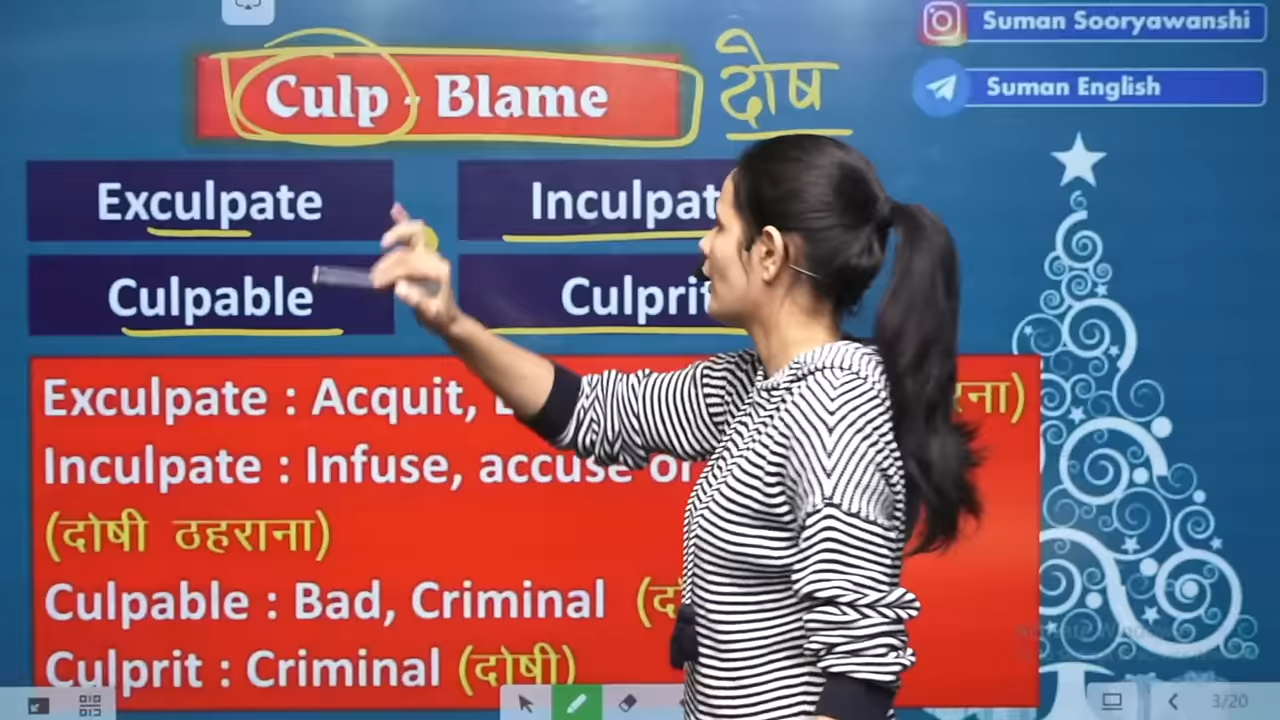 Suman Sooryawanshi
Culp - Blame दोष
Suman English
Exculpate
Culpable
Culprit
Exculpate : Acquit,
Inculpate : Infuse, accuse
(दोषी ठहराना)
Culpable : Bad, Criminal
Culprit : Criminal (दोषी)
3/20